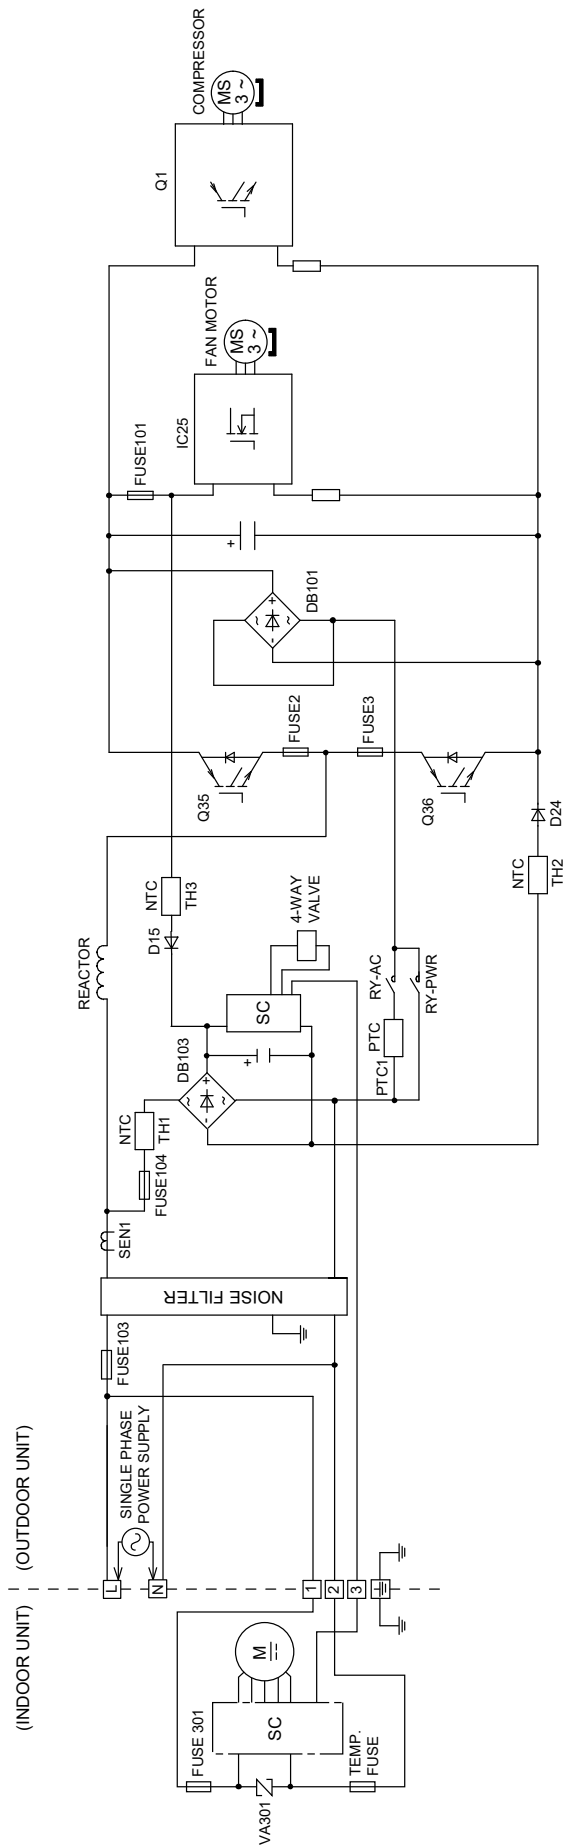 (INDOOR UNIT)
(OUTDOOR UNIT)
L
N
SINGLE PHASE
POWER SUPPLY
FUSE103
NOISE FILTER
SEN1
FUSE104
NTC
TH1
REACTOR
DB103
~
~
+
-
+
SC
4-WAY
VALVE
D15
NTC
TH3
PTC1
PTC
RY-AC
RY-PWR
NTC
TH2
D24
Q35
FUSE2
FUSE3
Q36
DB101
~
~
+
-
+
FUSE101
IC25
FAN MOTOR
MS
3 ~
Q1
COMPRESSOR
MS
3 ~
1
2
3
FUSE 301
VA301
SC
M
TEMP.
FUSE